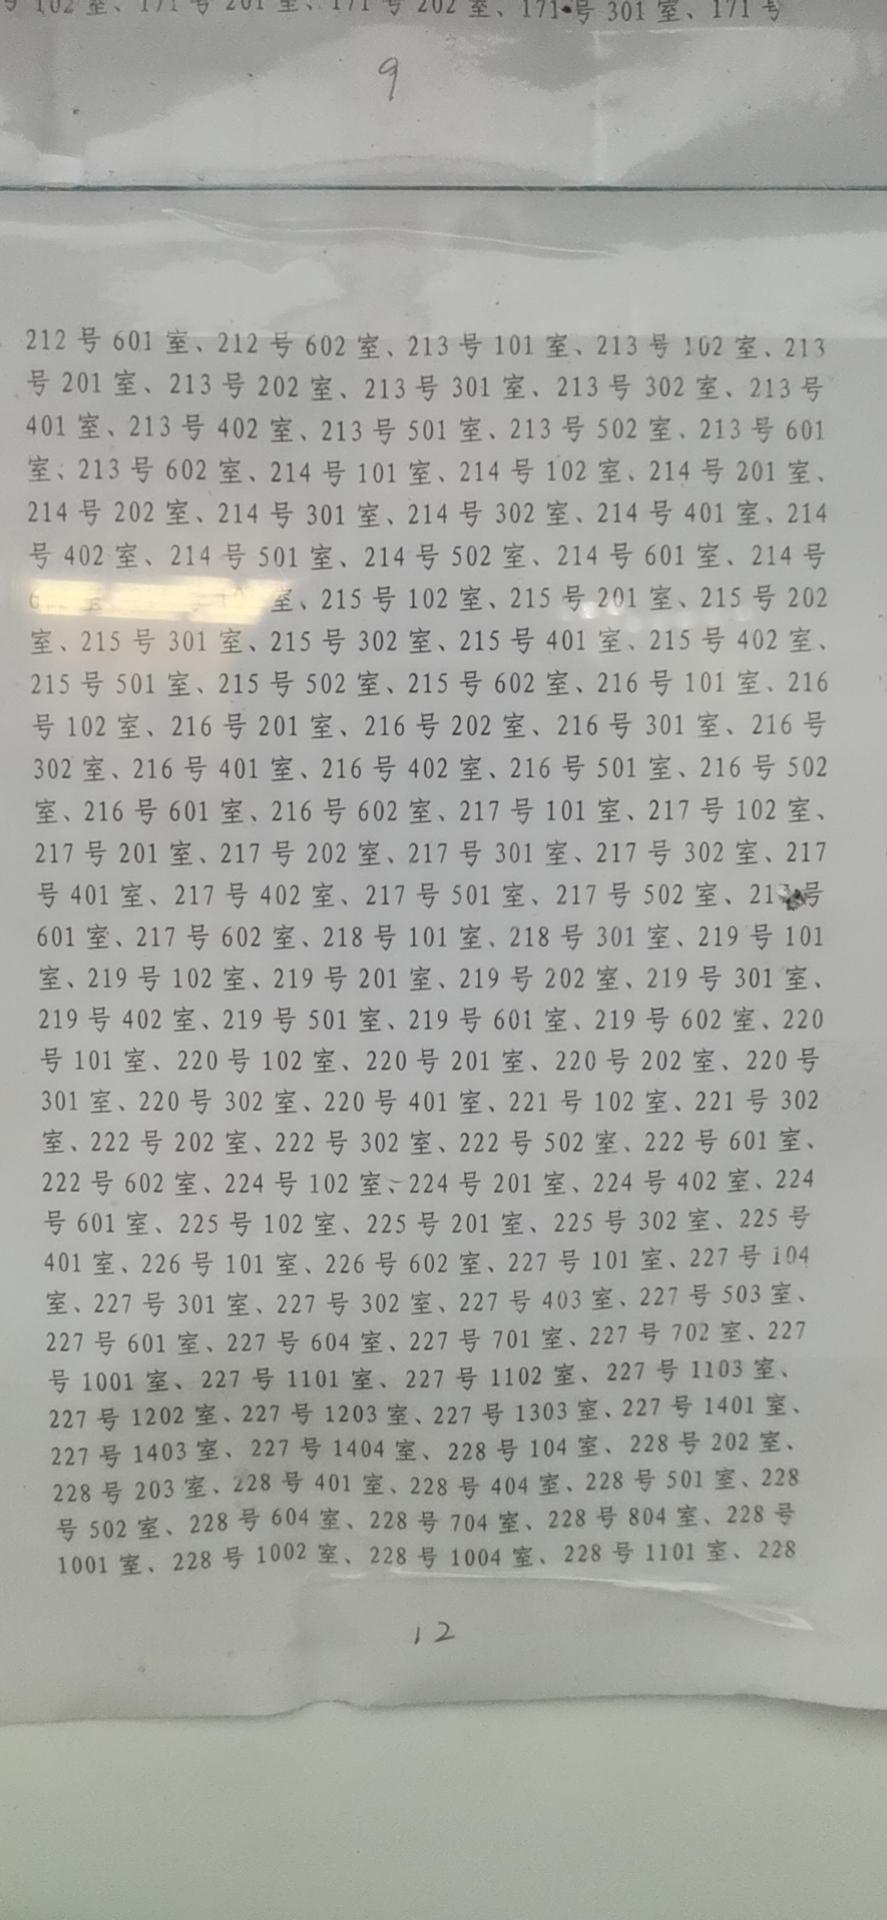 102 室、171 号 201 室、171 号 202 室、171 号 301 室、171 号
9
212 号 601 室、212 号 602 室、213 号 101 室、213 号 102 室、213
号 201 室、213 号 202 室、213 号 301 室、213 号 302 室、213 号
401 室、213 号 402 室、213 号 501 室、213 号 502 室、213 号 601
室、213 号 602 室、214 号 101 室、214 号 102 室、214 号 201 室、
214 号 202 室、214 号 301 室、214 号 302 室、214 号 401 室、214
号 402 室、214 号 501 室、214 号 502 室、214 号 601 室、214 号
室、215 号 102 室、215 号 201 室、215 号 202
室、215 号 301 室、215 号 302 室、215 号 401 室、215 号 402 室、
215 号 501 室、215 号 502 室、215 号 602 室、216 号 101 室、216
号 102 室、216 号 201 室、216 号 202 室、216 号 301 室、216 号
302 室、216 号 401 室、216 号 402 室、216 号 501 室、216 号 502
室、216 号 601 室、216 号 602 室、217 号 101 室、217 号 102 室、
217 号 201 室、217 号 202 室、217 号 301 室、217 号 302 室、217
号 401 室、217 号 402 室、217 号 501 室、217 号 502 室、号
601 室、217 号 602 室、218 号 101 室、218 号 301 室、219 号 101
室、219 号 102 室、219 号 201 室、219 号 202 室、219 号 301 室、
219 号 402 室、219 号 501 室、219 号 601 室、219 号 602 室、220
号 101 室、220 号 102 室、220 号 201 室、220 号 202 室、220 号
301 室、220 号 302 室、220 号 401 室、221 号 102 室、221 号 302
室、222 号 202 室、222 号 302 室、222 号 502 室、222 号 601 室、
222 号 602 室、224 号 102 室、224 号 201 室、224 号 402 室、224
号 601 室、225 号 102 室、225 号 201 室、225 号 302 室、225 号
401 室、226 号 101 室、226 号 602 室、227 号 101 室、227 号 104
室、227 号 301 室、227 号 302 室、227 号 403 室、227 号 503 室、
227 号 601 室、227 号 604 室、227 号 701 室、227 号 702 室、227
号 1001 室、227 号 1101 室、227 号 1102 室、227 号 1103 室、
227 号 1202 室、227 号 1203 室、227 号 1303 室、227 号 1401 室、
227 号 1403 室、227 号 1404 室、228 号 104 室、228 号 202 室、
228 号 203 室、228 号 401 室、228 号 404 室、228 号 501 室、228
号 502 室、228 号 604 室、228 号 704 室、228 号 804 室、228 号
1001 室、228 号 1002 室、228 号 1004 室、228 号 1101 室、228
12